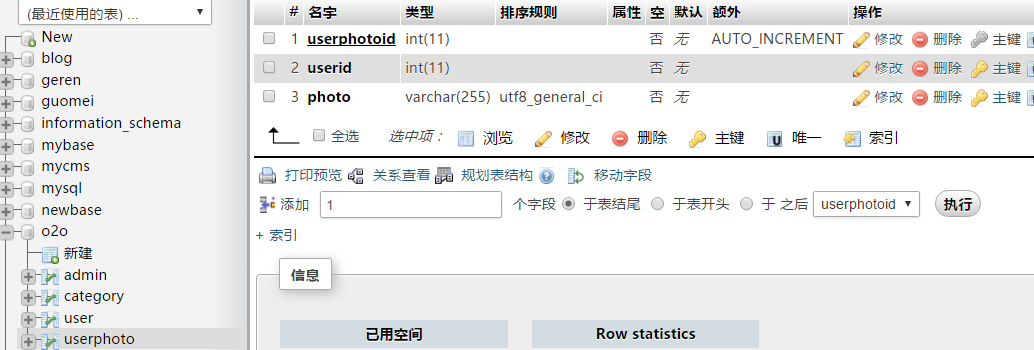 (最近使用的表) ...
New
blog
geren
guomei
information_schema
mybase
mycms
mysql
newbase
o2o
新建
admin
category
user
userphoto
# 名字 类型 排序规则 属性 空 默认 额外 操作
1 userphotoid int(11) 否 无 AUTO_INCREMENT 修改 删除 主键
2 userid int(11) 否 无 修改 删除 主键
3 photo varchar(255) utf8_general_ci 否 无 修改 删除 主键
全选 选中项： 浏览 修改 删除 主键 唯一 索引
打印预览 关系查看 规划表结构 移动字段
添加 1 个字段 于表结尾 于表开头 于 之后 userphotoid 执行
+ 索引
信息
已用空间 Row statistics